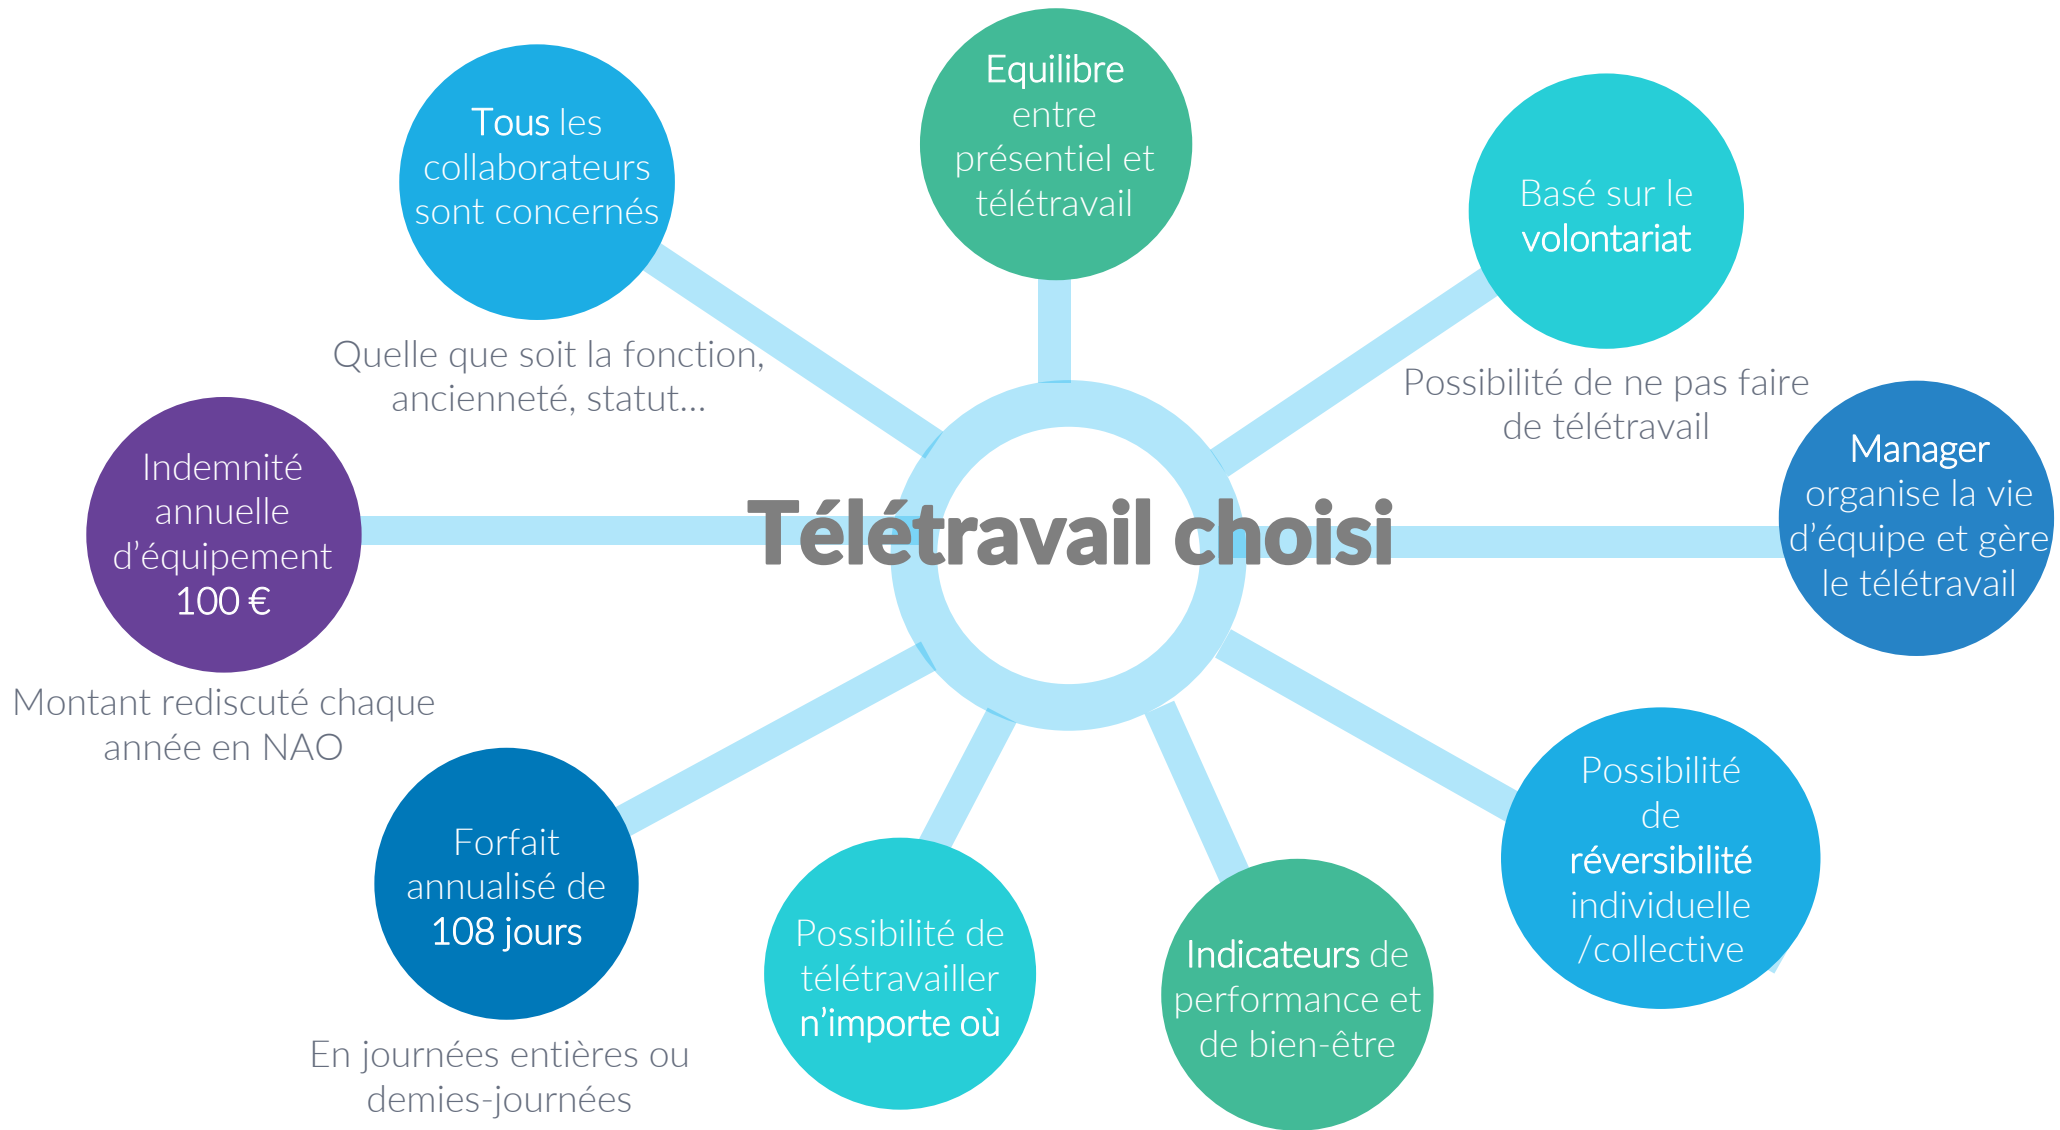 Tous les
collaborateurs
sont concernés
Quelle que soit la fonction,
ancienneté, statut...
Equilibre
entre
présentiel et
télétravail
Basé sur le
volontariat
Possibilité de ne pas faire
de télétravail
Indemnité
annuelle
d'équipement
100 €
Montant rediscuté chaque
année en NAO
Télétravail choisi
Manager
organise la vie
d'équipe et gère
le télétravail
Forfait
annualisé de
108 jours
En journées entières ou
demies-journées
Possibilité de
télétravailler
n'importe où
Indicateurs de
performance et
de bien-être
Possibilité
de
réversibilité
individuelle
/collective